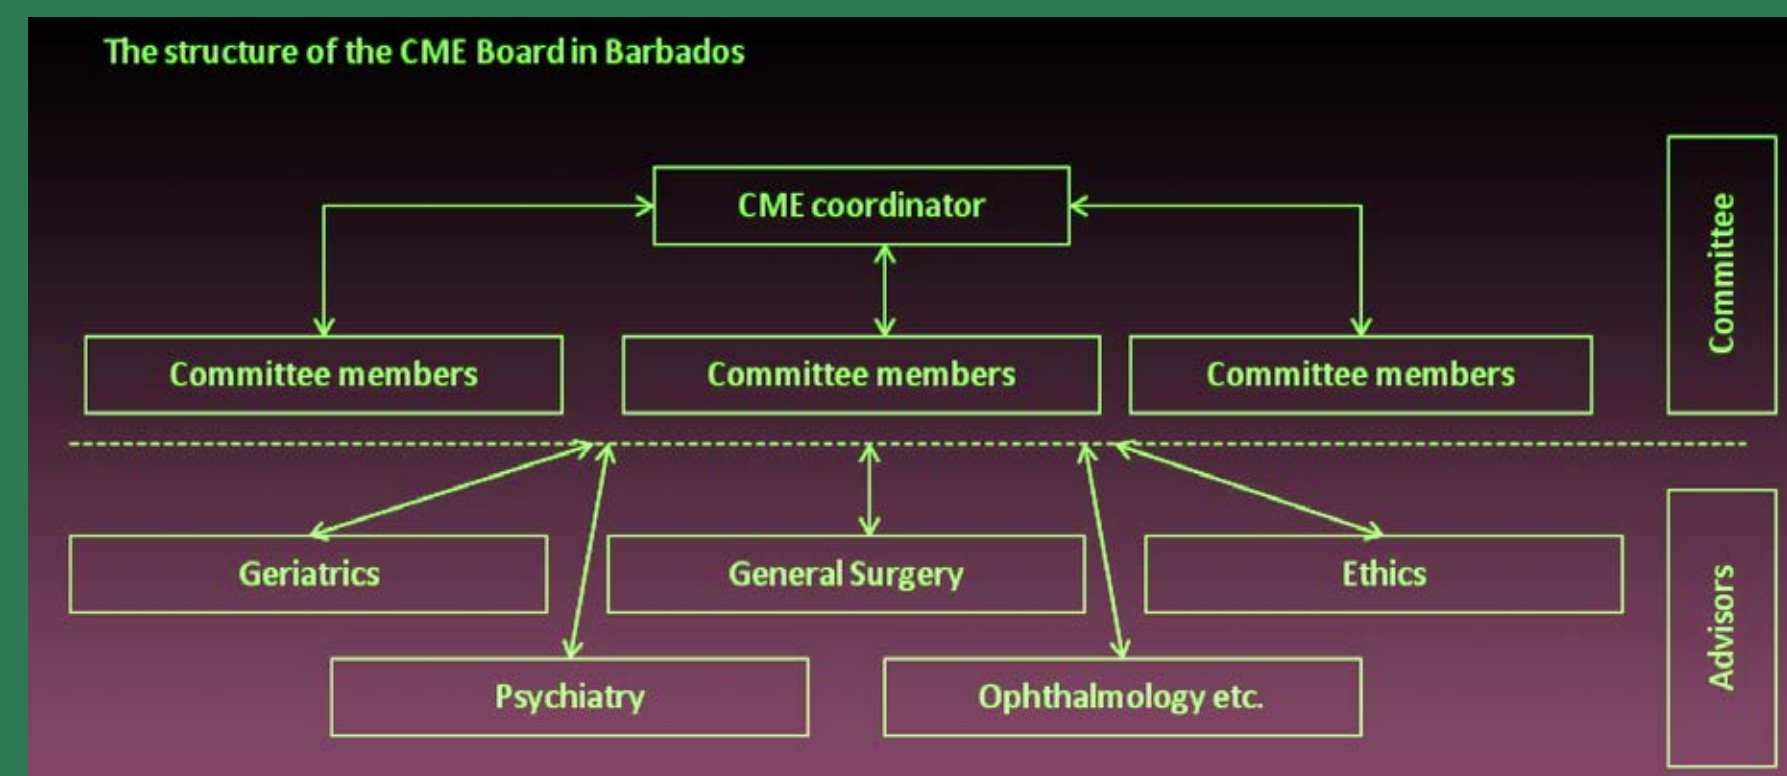 The structure of the CME Board in Barbados
CME coordinator
Committee
Committee members
Committee members
Committee members
Geriatrics
General Surgery
Ethics
Advisors
Psychiatry
Ophthalmology etc.